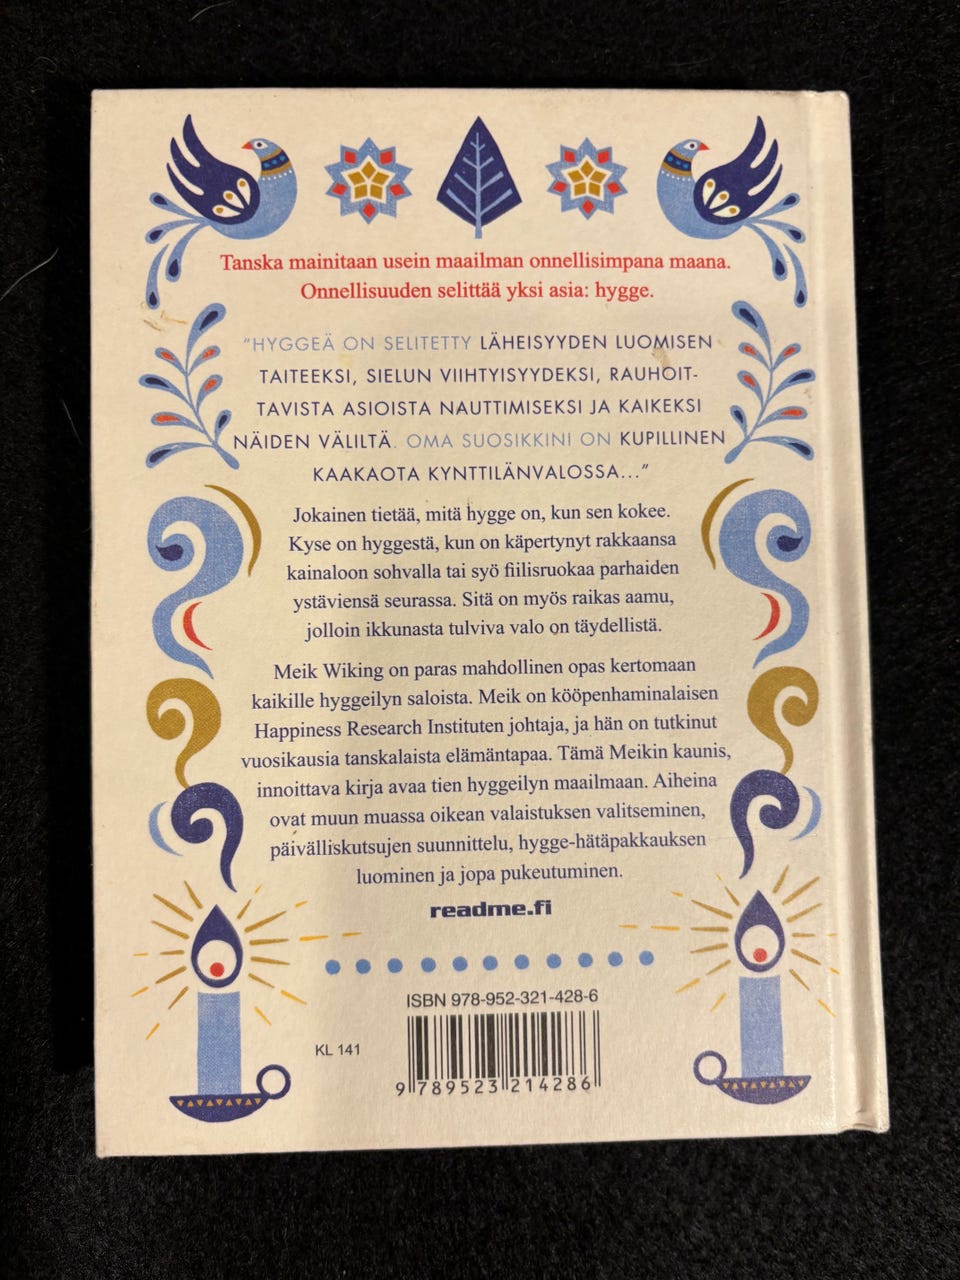 Tanska mainitaan usein maailman onnellisimpana maana.
Onnellisuuden selittää yksi asia: hygge.
"HYGGEÄ ON SELITETTY LÄHEISYYDEN LUOMISEN
TAITEEKSI, SIELUN VIIHTYISYYDEKSI, RAUHOIT-
TAVISTA ASIOISTA NAUTTIMISEKSI JA KAIKEKSI
NÄIDEN VÄLILTÄ. OMA SUOSIKKINI ON KUPILLINEN
KAAKAOTA KYNTTILÄNVALOSSA..."
Jokainen tietää, mitä hygge on, kun sen kokee.
Kyse on hyggestä, kun on käpertynyt rakkaansa
kainaloon sohvalla tai syö fiilisruokaa parhaiden
ystäviensä seurassa. Sitä on myös raikas aamu,
jolloin ikkunasta tulviva valo on täydellistä.
Meik Wiking on paras mahdollinen opas kertomaan
kaikille hyggeilyn saloista. Meik on kööpenhaminalaisen
Happiness Research Instituten johtaja, ja hän on tutkinut
vuosikausia tanskalaista elämäntapaa. Tämä Meikin kaunis,
innoittava kirja avaa tien hyggeilyn maailmaan. Aiheina
ovat muun muassa oikean valaistuksen valitseminen,
päivälliskutsujen suunnittelu, hygge-hätäpakkauksen
luominen ja jopa pukeutuminen.
readme.fi
ISBN 978-952-321-428-6
KL 141
9 789523 214286